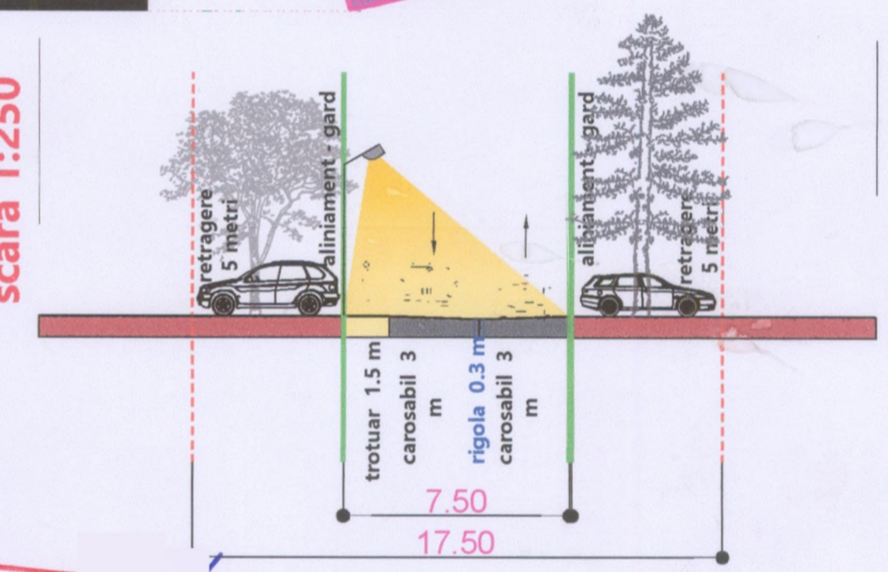 scara 1:250
retragere
5 metri
aliniament - gard
aliniament - gard
retragere
5 metri
trotuar 1.5 m
carosabil 3
m
rigola 0.3 m
carosabil 3
m
7.50
17.50